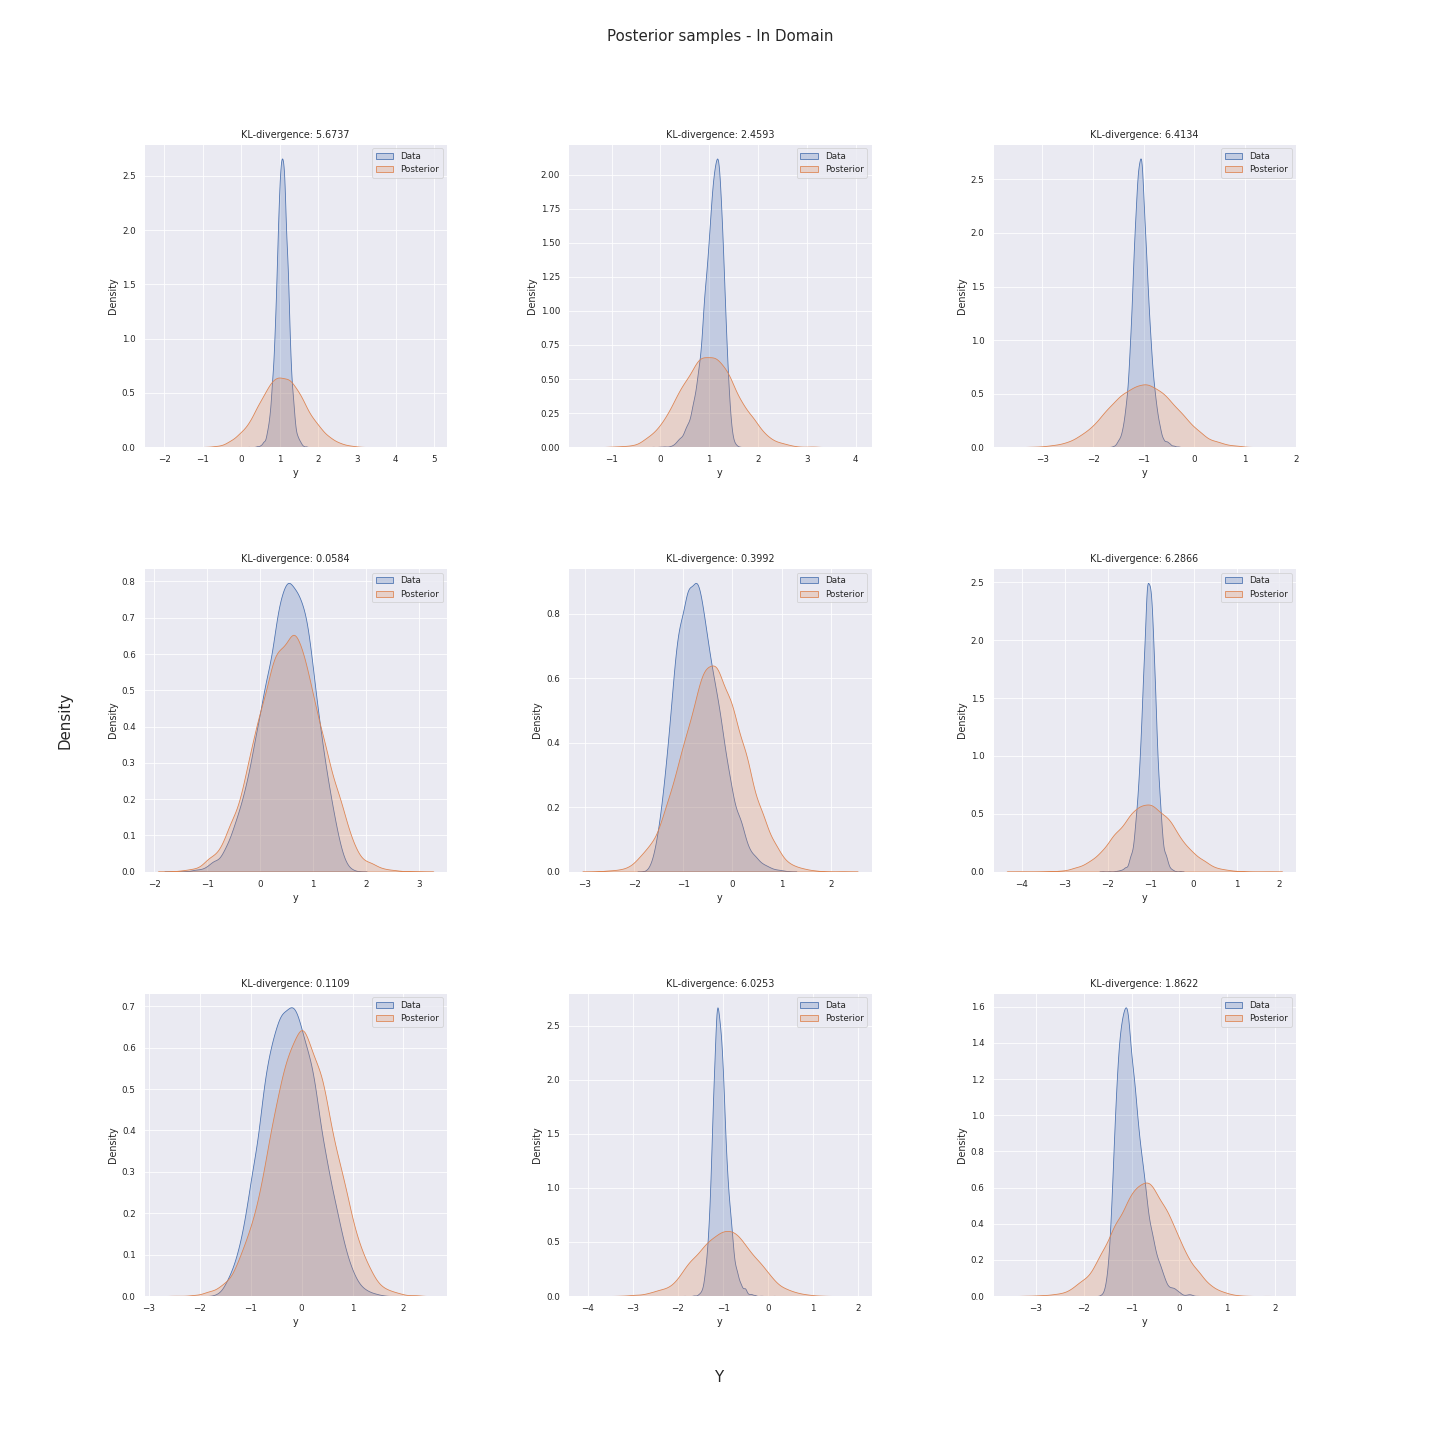 Posterior samples - In Domain
KL-divergence: 5.6737
Data
Posterior
2.5
2.0
1.5
1.0
0.5
0.0
Density
−2 −1 0 1 2 3 4 5
y
KL-divergence: 2.4593
Data
Posterior
2.00
1.75
1.50
1.25
1.00
0.75
0.50
0.25
0.00
Density
−1 0 1 2 3 4
y
KL-divergence: 6.4134
Data
Posterior
2.5
2.0
1.5
1.0
0.5
0.0
Density
−3 −2 −1 0 1 2
y
Density
KL-divergence: 0.0584
Data
Posterior
0.8
0.7
0.6
0.5
0.4
0.3
0.2
0.1
0.0
Density
−2 −1 0 1 2 3
y
KL-divergence: 0.3992
Data
Posterior
0.8
0.6
0.4
0.2
0.0
Density
−3 −2 −1 0 1 2
y
KL-divergence: 6.2866
Data
Posterior
2.5
2.0
1.5
1.0
0.5
0.0
Density
−4 −3 −2 −1 0 1 2
y
KL-divergence: 0.1109
Data
Posterior
0.7
0.6
0.5
0.4
0.3
0.2
0.1
0.0
Density
−3 −2 −1 0 1 2
y
KL-divergence: 6.0253
Data
Posterior
2.5
2.0
1.5
1.0
0.5
0.0
Density
−4 −3 −2 −1 0 1 2
y
KL-divergence: 1.8622
Data
Posterior
1.6
1.4
1.2
1.0
0.8
0.6
0.4
0.2
0.0
Density
−3 −2 −1 0 1 2
y
Y